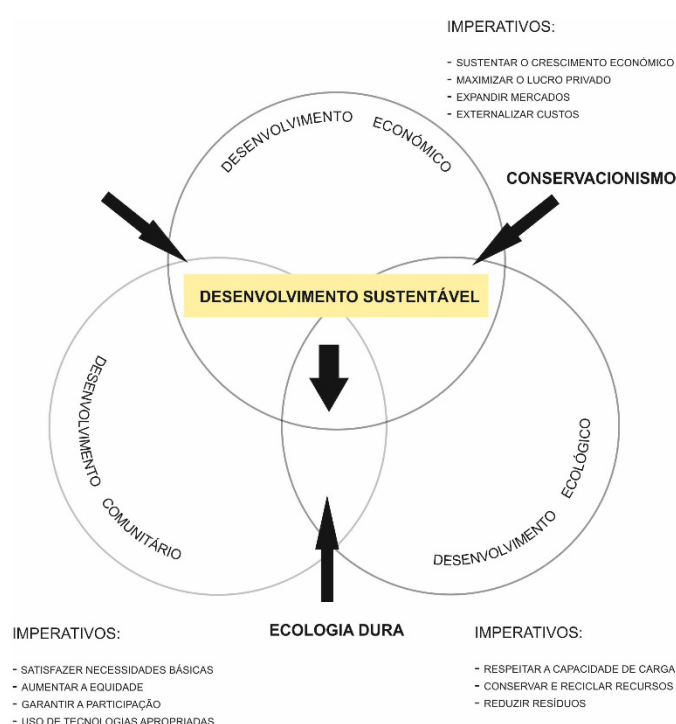 IMPERATIVOS:
- SUSTENTAR O CRESCIMENTO ECONÓMICO
- MAXIMIZAR O LUCRO PRIVADO
- EXPANDIR MERCADOS
- EXTERNALIZAR CUSTOS
DESENVOLVIMENTO ECONÓMICO
CONSERVACIONISMO
DESENVOLVIMENTO SUSTENTÁVEL
DESENVOLVIMENTO COMUNITÁRIO
DESENVOLVIMENTO ECOLÓGICO
ECOLOGIA DURA
IMPERATIVOS:
- SATISFAZER NECESSIDADES BÁSICAS
- AUMENTAR A EQUIDADE
- GARANTIR A PARTICIPAÇÃO
- USO DE TECNOLOGIAS APROPRIADAS
IMPERATIVOS:
- RESPEITAR A CAPACIDADE DE CARGA
- CONSERVAR E RECICLAR RECURSOS
- REDUZIR RESÍDUOS